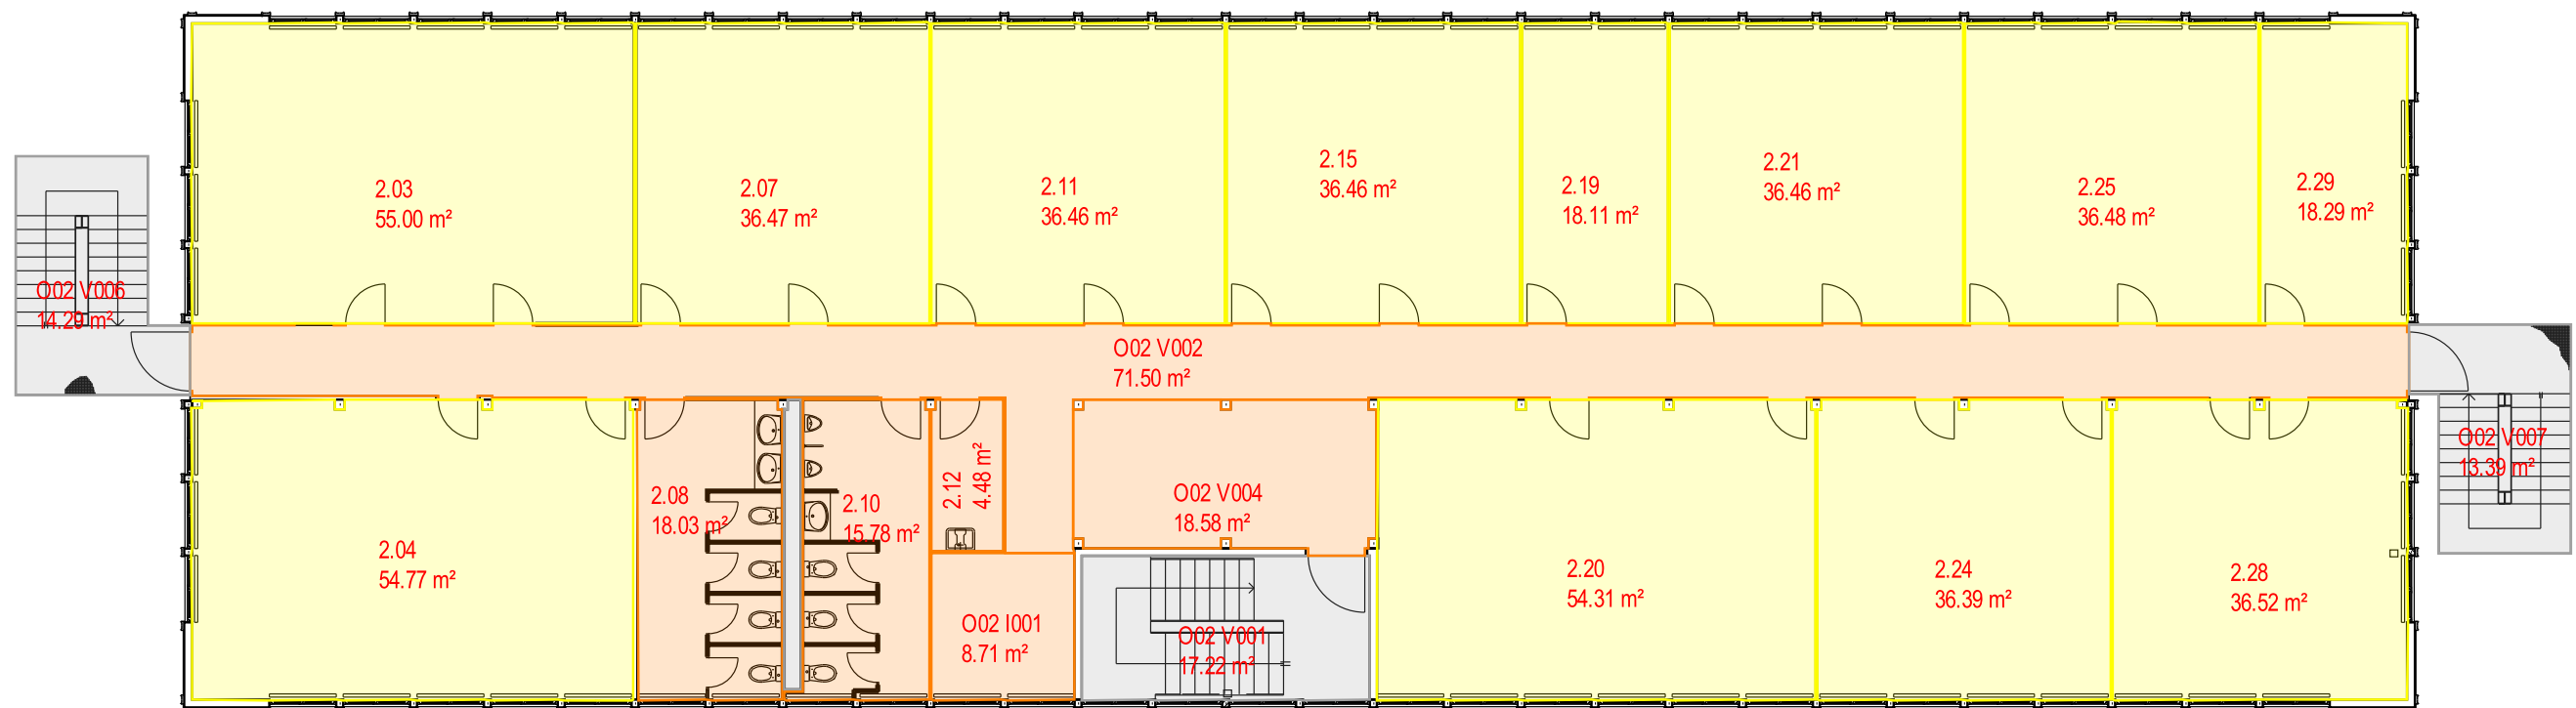 2.03
55.00 m²
2.07
36.47 m²
2.11
36.46 m²
2.15
36.46 m²
2.19
18.11 m²
2.21
36.46 m²
2.25
36.48 m²
2.29
18.29 m²
O02 V006
14.29 m²
O02 V002
71.50 m²
O02 V007
13.39 m²
2.04
54.77 m²
2.08
18.03 m²
2.10
15.78 m²
2.12
4.48 m²
O02 V004
18.58 m²
O02 I001
8.71 m²
O02 V001
17.22 m²
2.20
54.31 m²
2.24
36.39 m²
2.28
36.52 m²